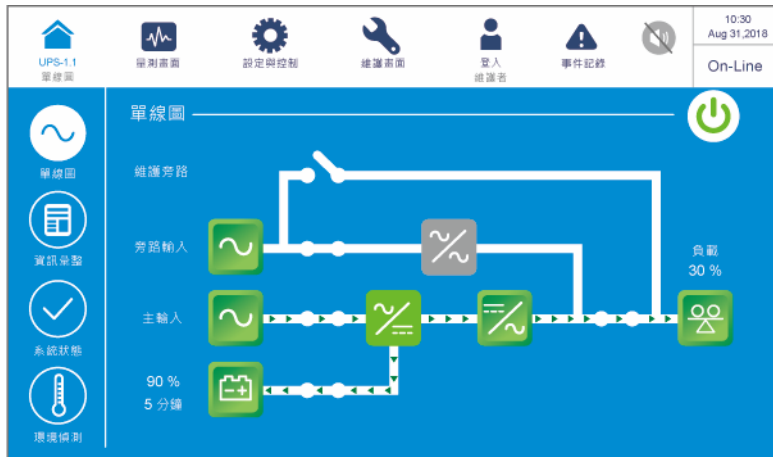 UPS-1.1
單線圖
量測畫面
設定與控制
維護畫面
登入
維護者
事件記錄
10:30
Aug 31,2018
On-Line
單線圖
資訊彙整
系統狀態
環境偵測
單線圖
維護旁路
旁路輸入
主輸入
90 %
5 分鐘
負載
30 %